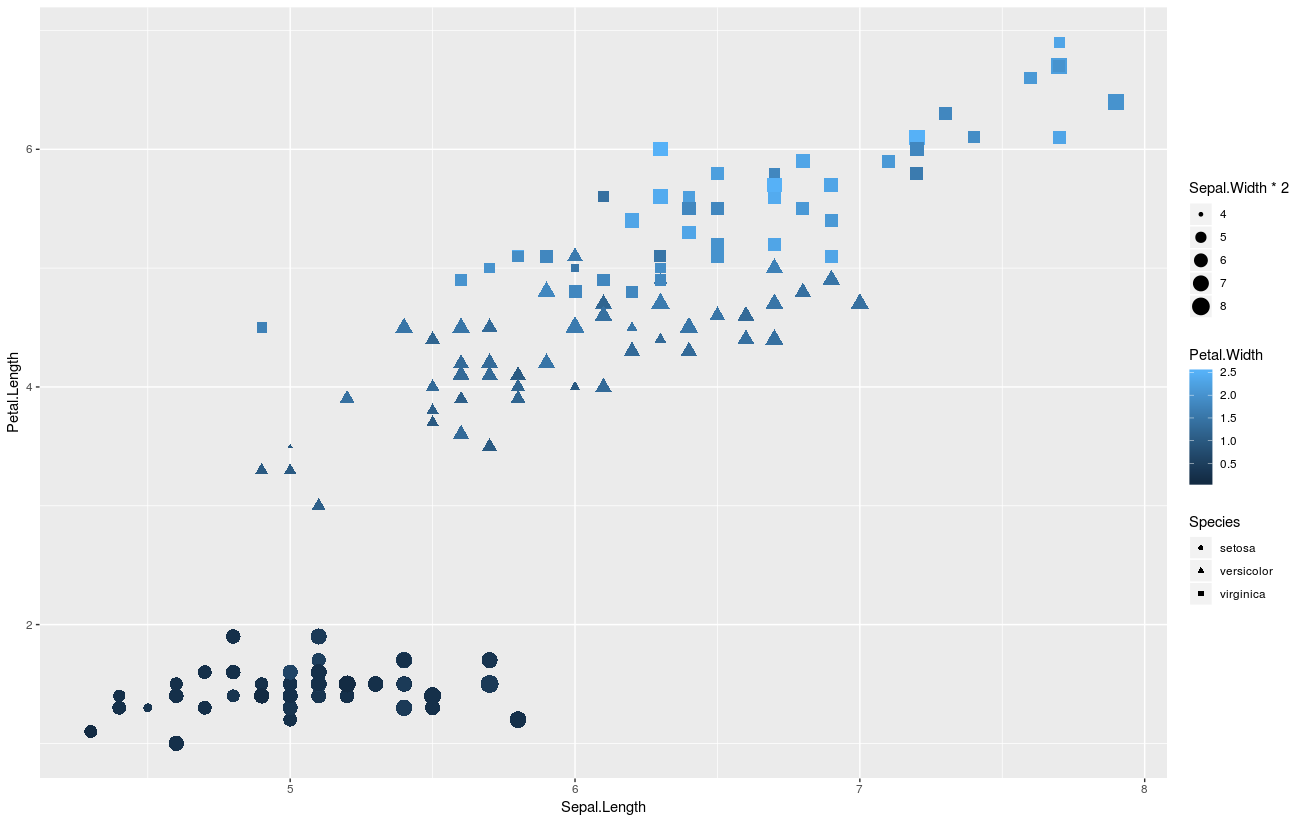 Petal.Length
6
4
2
5
6
7
8
Sepal.Length
Sepal.Width * 2
4
5
6
7
8
Petal.Width
2.5
2.0
1.5
1.0
0.5
Species
setosa
versicolor
virginica